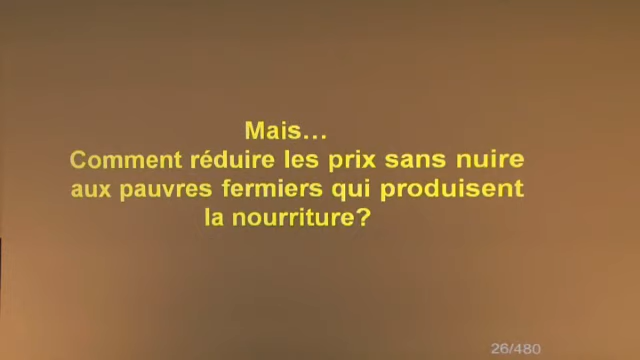 Mais...
Comment réduire les prix sans nuire
aux pauvres fermiers qui produisent
la nourriture?
26/480